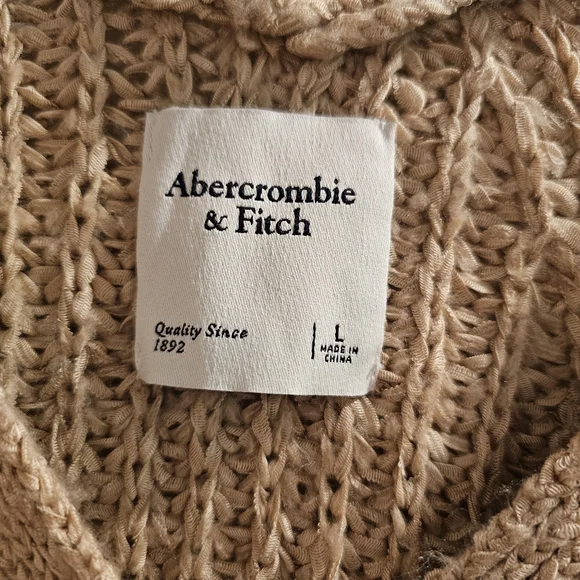 Abercrombie
& Fitch
Quality Since
1892
L
MADE IN
CHINA